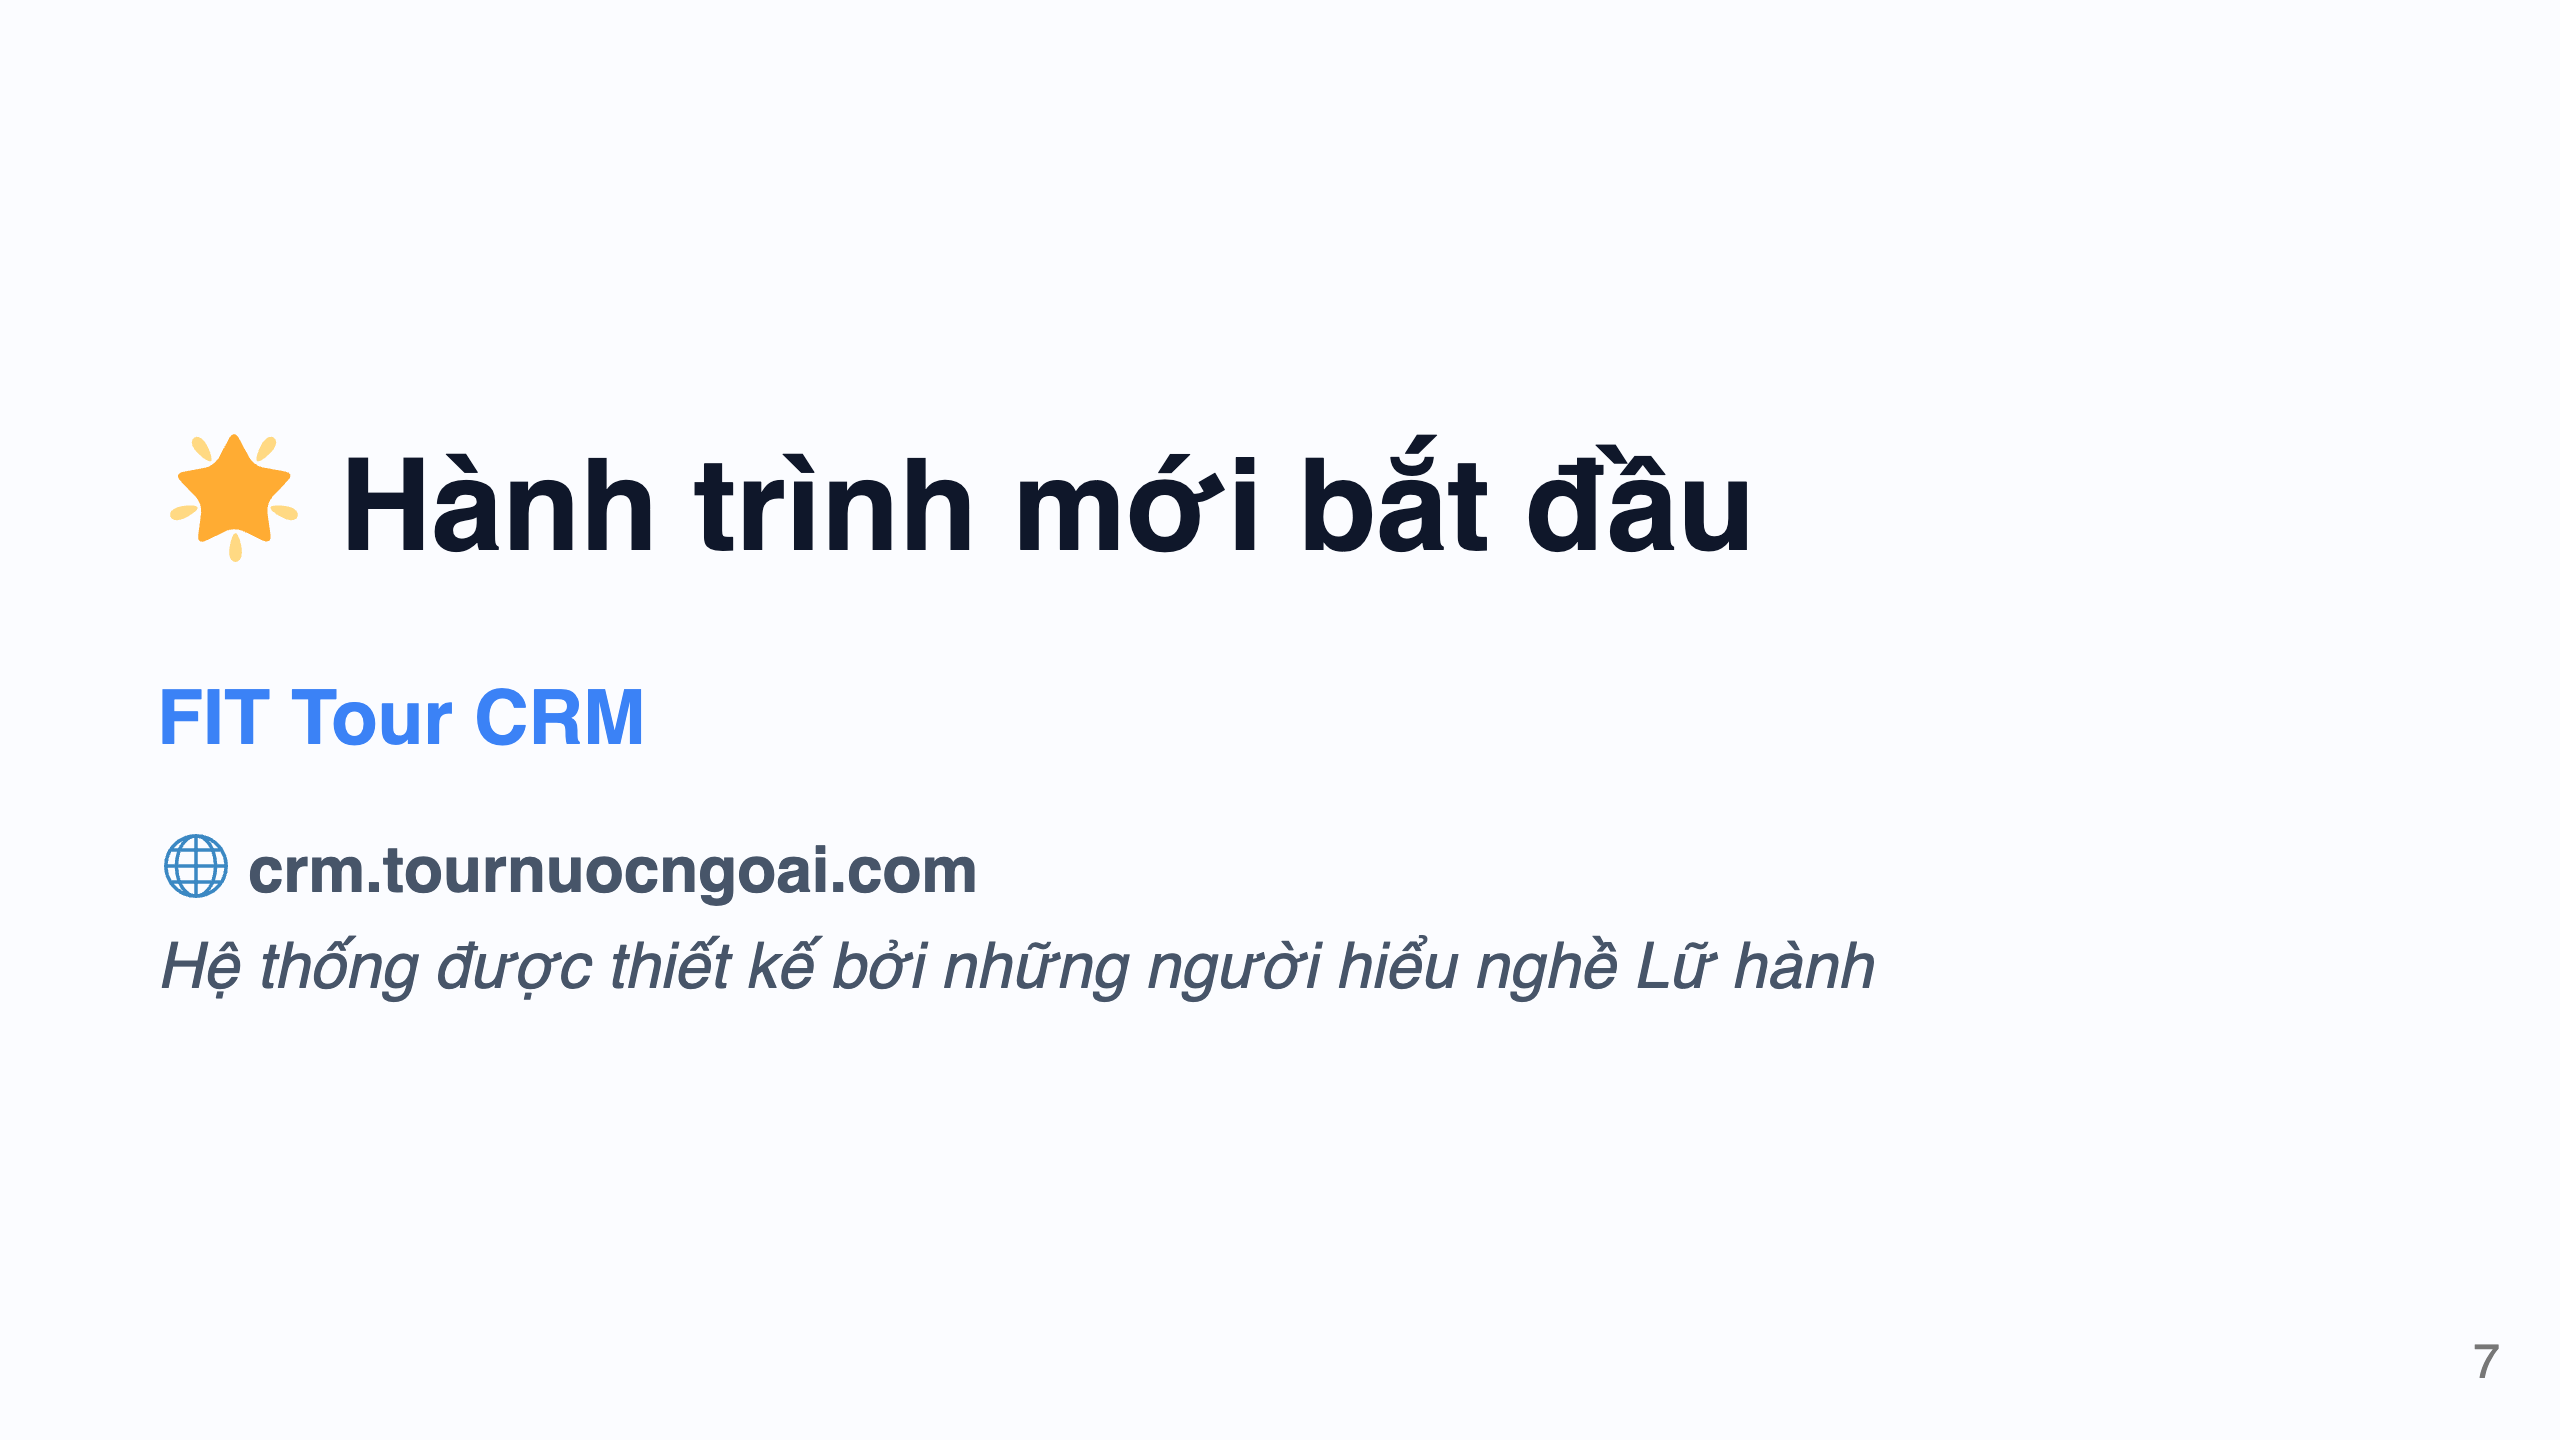 🌟 Hành trình mới bắt đầu
FIT Tour CRM
🌐 crm.tournuocngoai.com
Hệ thống được thiết kế bởi những người hiểu nghề Lữ hành
7